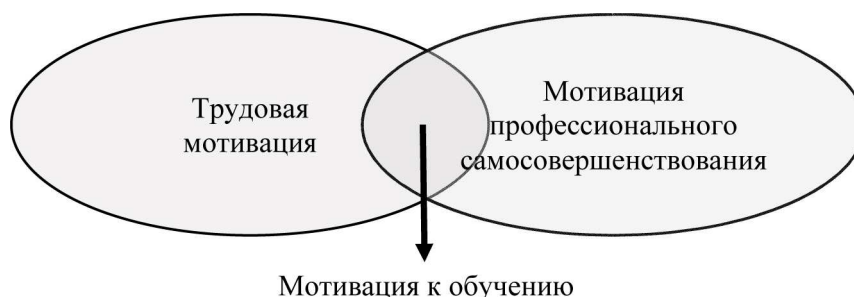 Трудовая
мотивация
Мотивация
профессионального
самосовершенствования
Мотивация к обучению